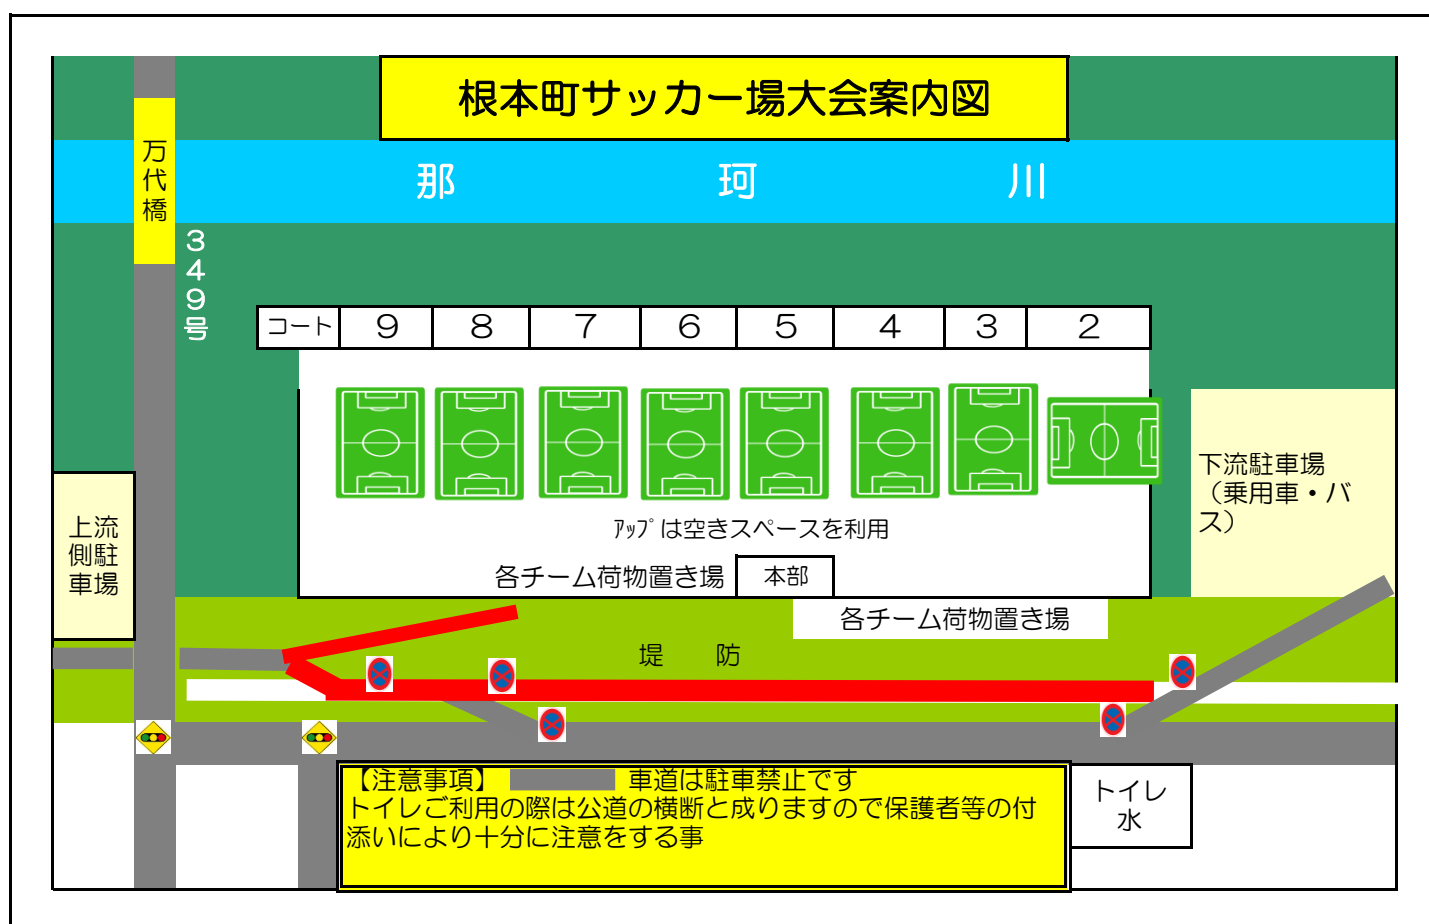 根本町サッカー場大会案内図
万代橋
那珂川
349号
コート 9 8 7 6 5 4 3 2
下流駐車場
（乗用車・バ
ス）
上流
側駐
車場
ｱｯﾌﾟは空きスペースを利用
各チーム荷物置き場 本部
各チーム荷物置き場
堤防
【注意事項】 車道は駐車禁止です
トイレご利用の際は公道の横断と成りますので保護者等の付
添いにより十分に注意をする事
トイレ
水